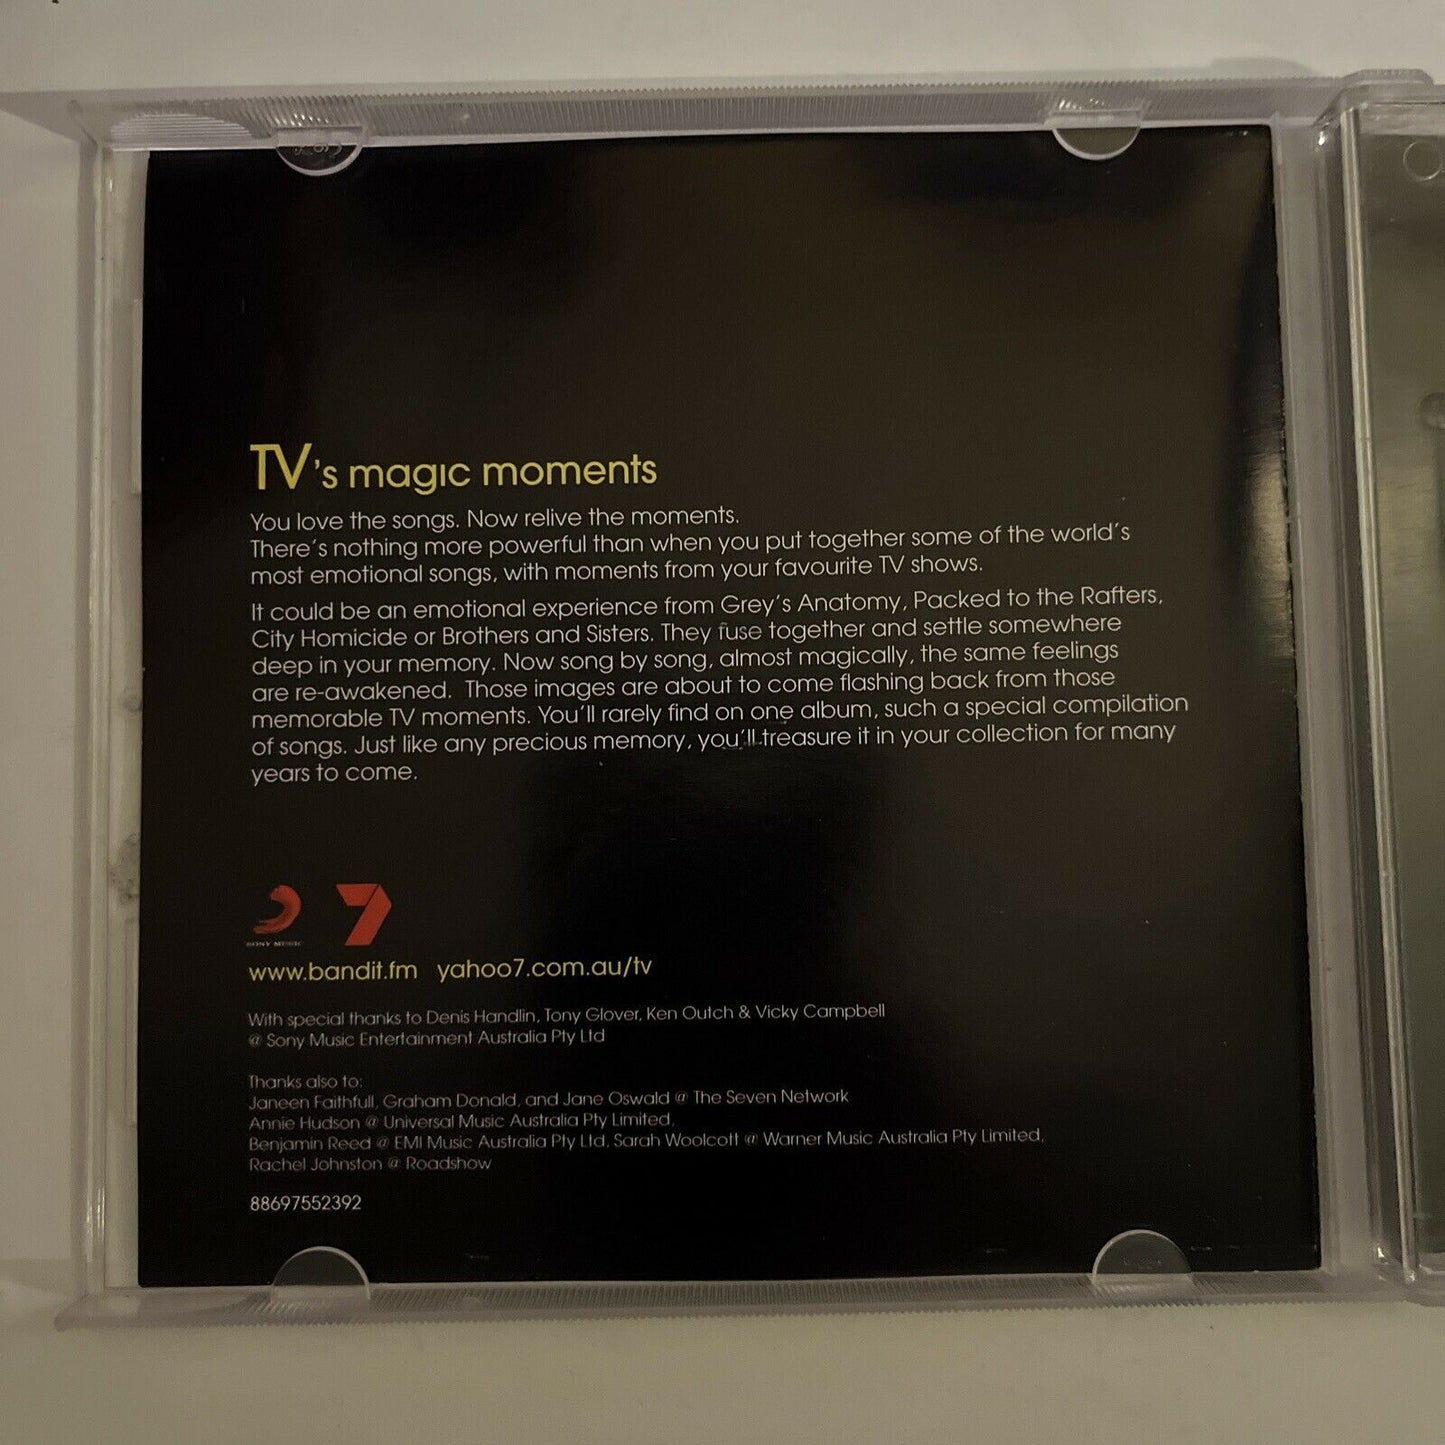 TV's magic moments
You love the songs. Now relive the moments.
There's nothing more powerful than when you put together some of the world's
most emotional songs, with moments from your favourite TV shows.
It could be an emotional experience from Grey's Anatomy, Packed to the Rafters,
City Homicide or Brothers and Sisters. They fuse together and settle somewhere
deep in your memory. Now song by song, almost magically, the same feelings
are re-awakened. Those images are about to come flashing back from those
memorable TV moments. You'll rarely find on one album, such a special compilation
of songs. Just like any precious memory, you'll treasure it in your collection for many
years to come.
SONY MUSIC
7
www.bandit.fm yahoo7.com.au/tv
With special thanks to Denis Handlin, Tony Glover, Ken Outch & Vicky Campbell
@ Sony Music Entertainment Australia Pty Ltd
Thanks also to:
Janeen Faithfull, Graham Donald, and Jane Oswald @ The Seven Network
Annie Hudson @ Universal Music Australia Pty Limited,
Benjamin Reed @ EMI Music Australia Pty Ltd, Sarah Woolcott @ Warner Music Australia Pty Limited,
Rachel Johnston @ Roadshow
88697552392